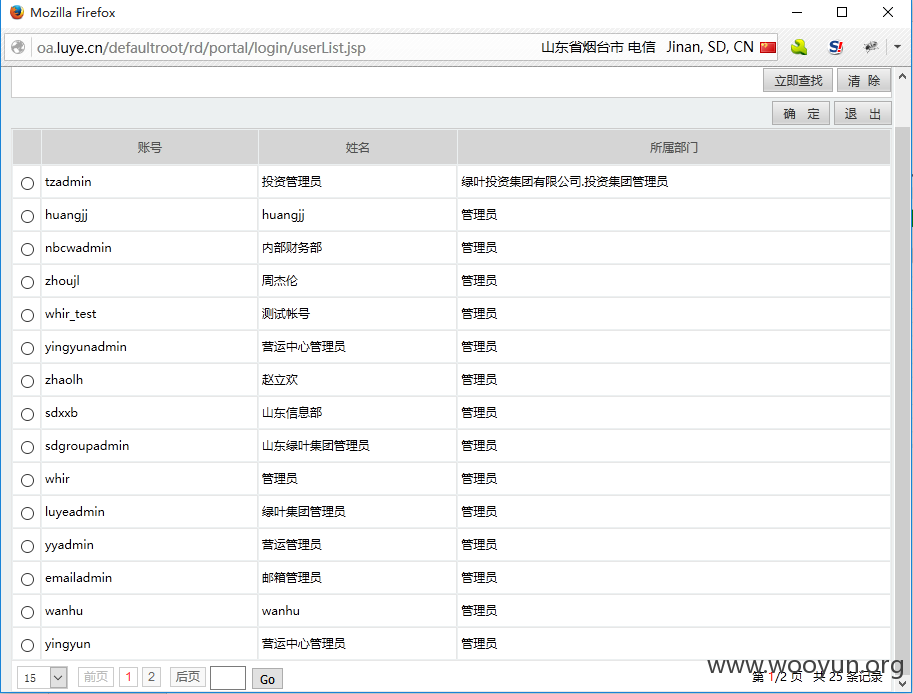 Mozilla Firefox
oa.luye.cn/defaultroot/rd/portal/login/userList.jsp 山东省烟台市 电信 Jinan, SD, CN
立即查找 清 除
确 定 退 出
账号 姓名 所属部门
tzadmin 投资管理员 绿叶投资集团有限公司.投资集团管理员
huangjj huangjj 管理员
nbcwadmin 内部财务部 管理员
zhoujl 周杰伦 管理员
whir_test 测试帐号 管理员
yingyunadmin 营运中心管理员 管理员
zhaolh 赵立欢 管理员
sdxxb 山东信息部 管理员
sdgroupadmin 山东绿叶集团管理员 管理员
whir 管理员 管理员
luyeadmin 绿叶集团管理员 管理员
yyadmin 营运管理员 管理员
emailadmin 邮箱管理员 管理员
wanhu wanhu 管理员
yingyun 营运中心管理员 管理员
15 前页 1 2 后页 Go 第 1/2 页 共 25 条记录
www.wooyun.org